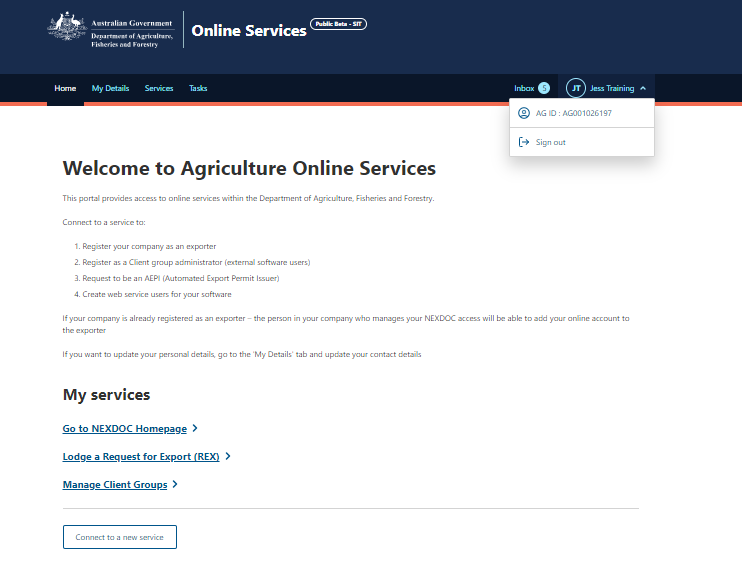 Australian Government
Department of Agriculture,
Fisheries and Forestry
Online Services
Public Beta - SIT
Home My Details Services Tasks Inbox 5 JT Jess Training
AG ID : AG001026197
Sign out
Welcome to Agriculture Online Services
This portal provides access to online services within the Department of Agriculture, Fisheries and Forestry.
Connect to a service to:
1. Register your company as an exporter
2. Register as a Client group administrator (external software users)
3. Request to be an AEPI (Automated Export Permit Issuer)
4. Create web service users for your software
If your company is already registered as an exporter – the person in your company who manages your NEXDOC access will be able to add your online account to
the exporter
If you want to update your personal details, go to the 'My Details' tab and update your contact details
My services
Go to NEXDOC Homepage
Lodge a Request for Export (REX)
Manage Client Groups
Connect to a new service